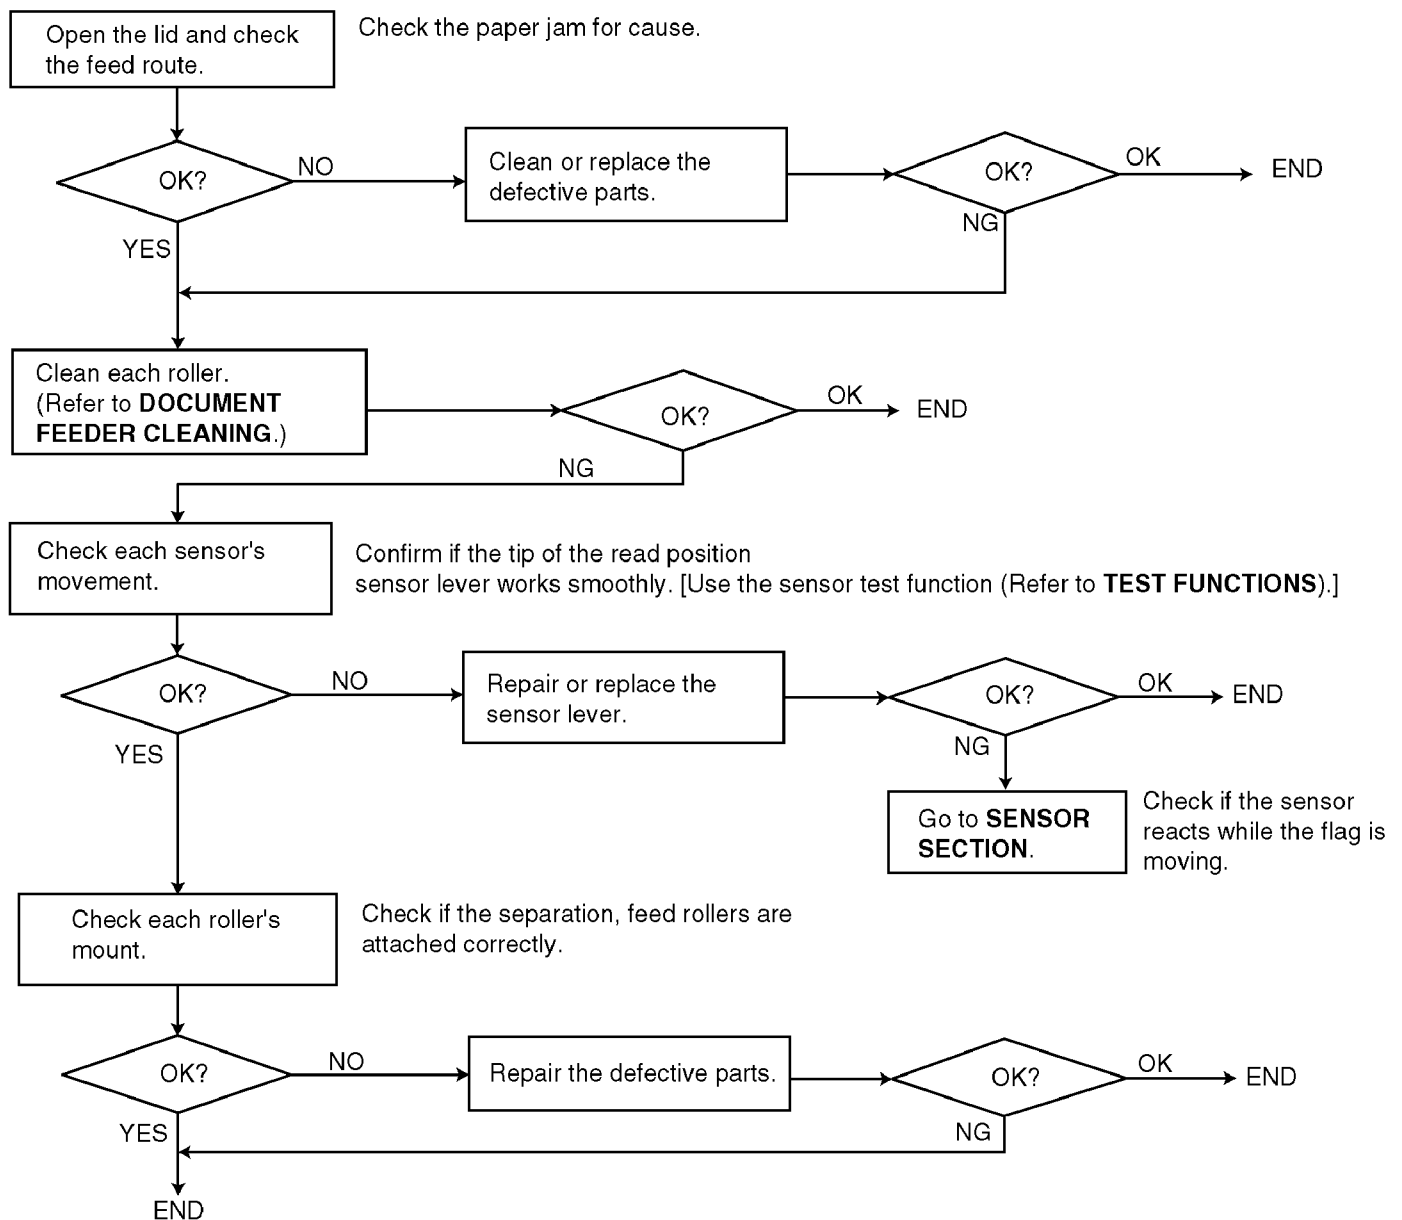 Open the lid and check
the feed route.
Check the paper jam for cause.
OK?
NO
Clean or replace the
defective parts.
OK?
OK
END
YES
NG
Clean each roller.
(Refer to DOCUMENT
FEEDER CLEANING.)
OK?
OK
END
NG
Check each sensor's
movement.
Confirm if the tip of the read position
sensor lever works smoothly. [Use the sensor test function (Refer to TEST FUNCTIONS).]
OK?
NO
Repair or replace the
sensor lever.
OK?
OK
END
YES
NG
Go to SENSOR
SECTION.
Check if the sensor
reacts while the flag is
moving.
Check each roller's
mount.
Check if the separation, feed rollers are
attached correctly.
OK?
NO
Repair the defective parts.
OK?
OK
END
YES
NG
END